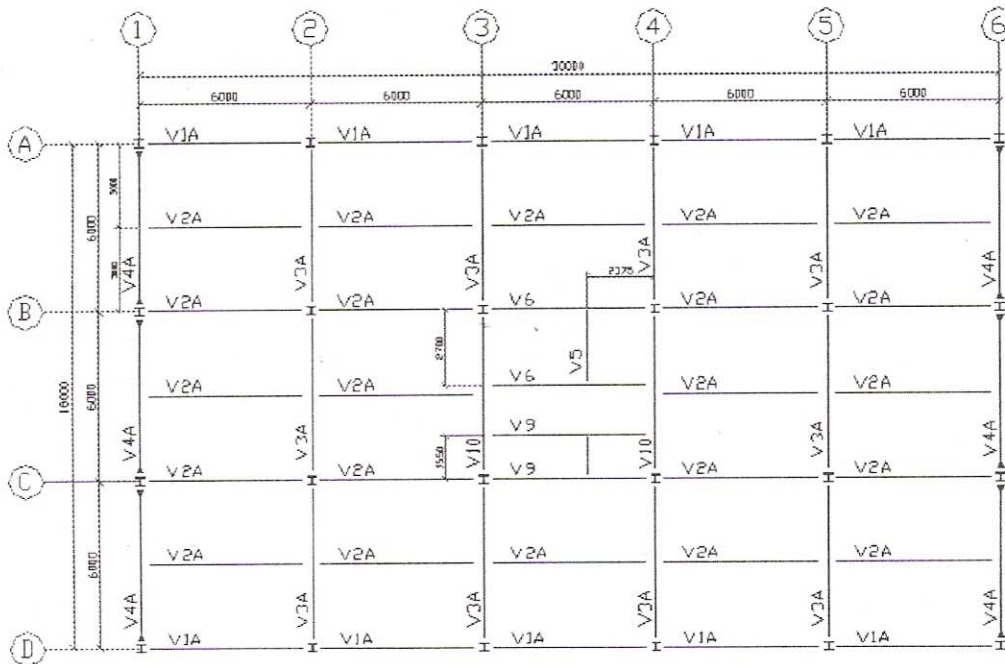 1 2 3 4 5 6
30000
6000 6000 6000 6000 6000
A V1A V1A V1A V1A V1A
3000
6000
V2A V2A V2A V2A V2A
V4A V3A V3A V3A V3A V4A
2375
B V2A V2A V6 V2A V2A
2700
V5
V2A V2A V6 V2A V2A
18000
6000
V9
V4A V3A V10 V10 V3A V4A
1550
C V2A V2A V9 V2A V2A
V2A V2A V2A V2A V2A
6000
V4A V3A V3A V3A V3A V4A
D V1A V1A V1A V1A V1A